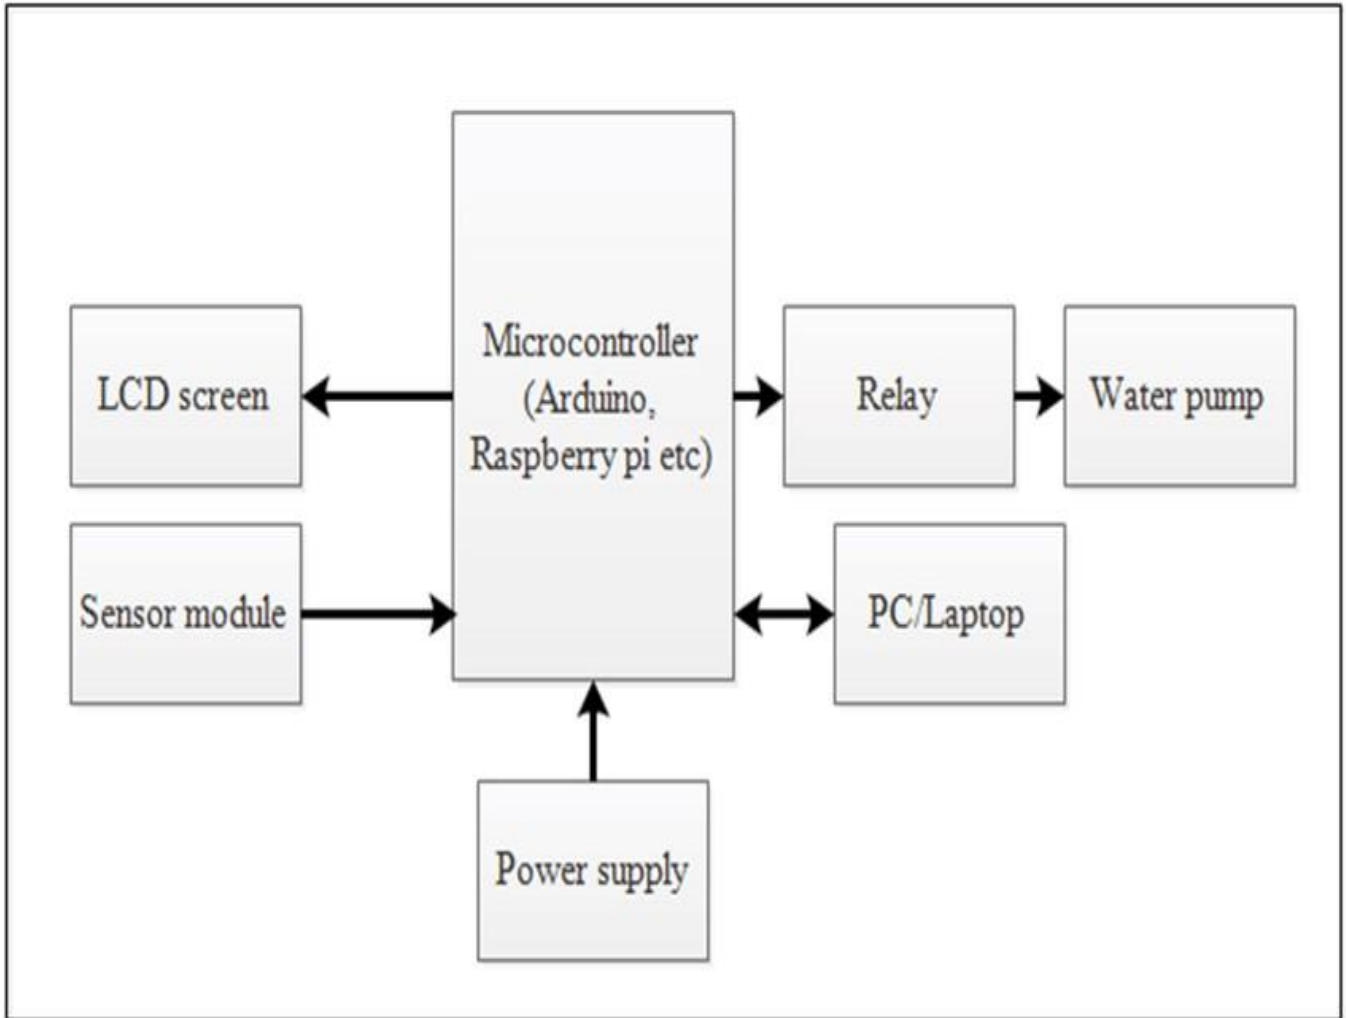 Microcontroller
(Arduino,
Raspberry pi etc)
LCD screen
Relay
Water pump
Sensor module
PC/Laptop
Power supply